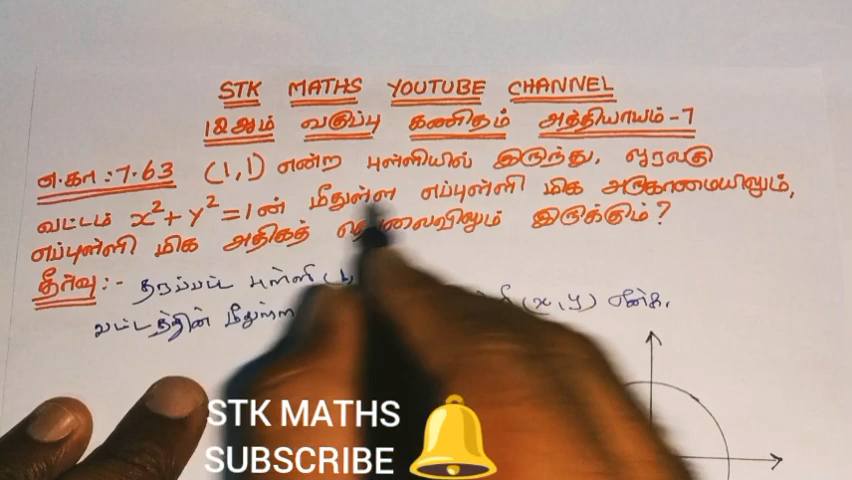 STK MATHS YOUTUBE CHANNEL
12ஆம் வகுப்பு கணிதம் அத்தியாயம் - 7
எ.கா : 7.63 (1,1) என்ற புள்ளியில் இருந்து, ஓரலகு
வட்டம் x² + y² = 1ன் மீதுள்ள எப்புள்ளி மிக அருகாமையிலும்,
எப்புள்ளி மிக அதிகத் தொலைவிலும் இருக்கும்?
தீர்வு :- தரப்பட்ட புள்ளி
வட்டத்தின் மீதுள்ள (x, y) என்க.
STK MATHS
SUBSCRIBE